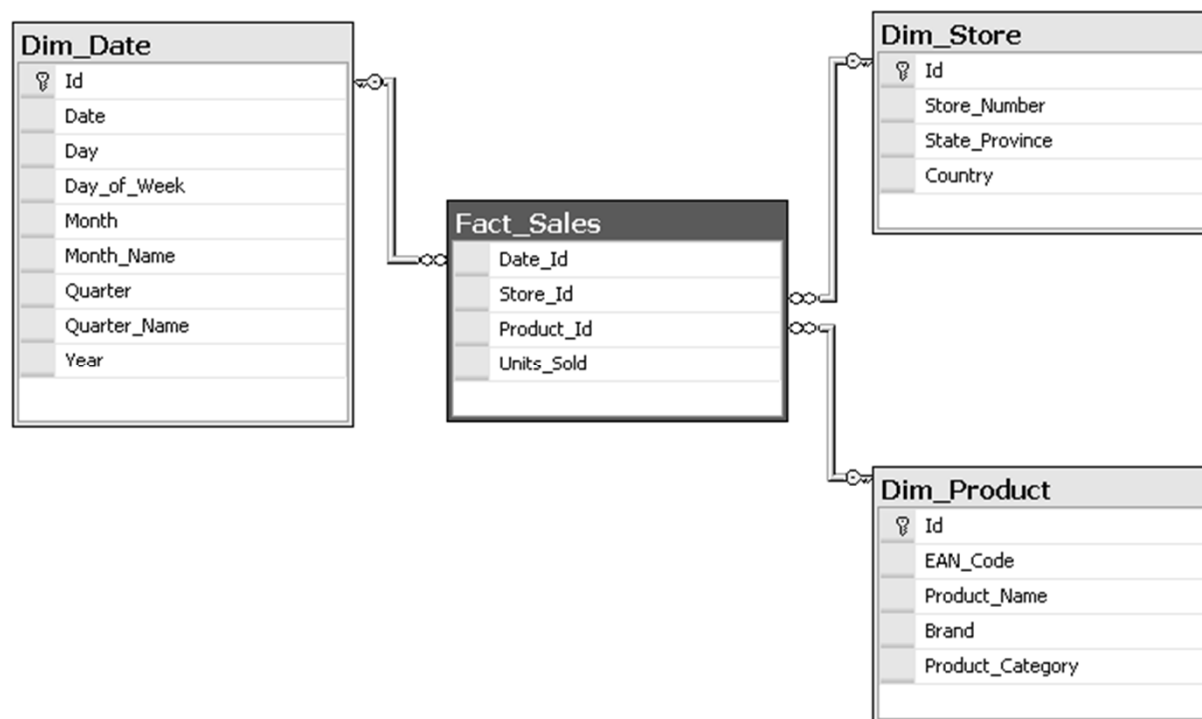 Dim_Date
Id
Date
Day
Day_of_Week
Month
Month_Name
Quarter
Quarter_Name
Year
Fact_Sales
Date_Id
Store_Id
Product_Id
Units_Sold
Dim_Store
Id
Store_Number
State_Province
Country
Dim_Product
Id
EAN_Code
Product_Name
Brand
Product_Category